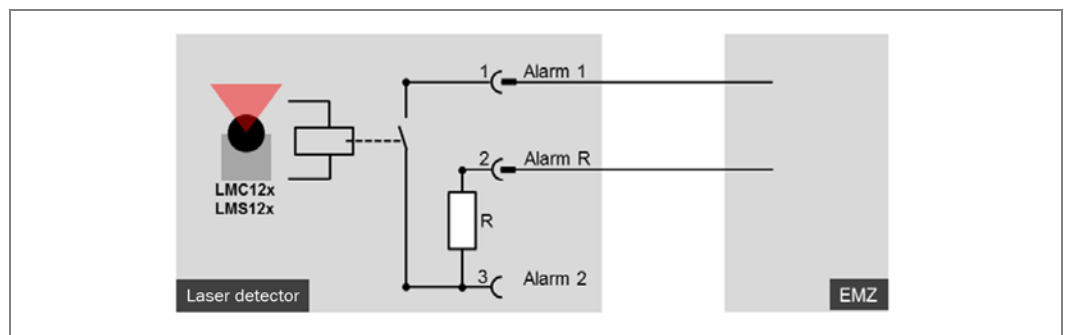 1 Alarm 1
2 Alarm R
LMC12x
LMS12x
R
3 Alarm 2
Laser detector
EMZ